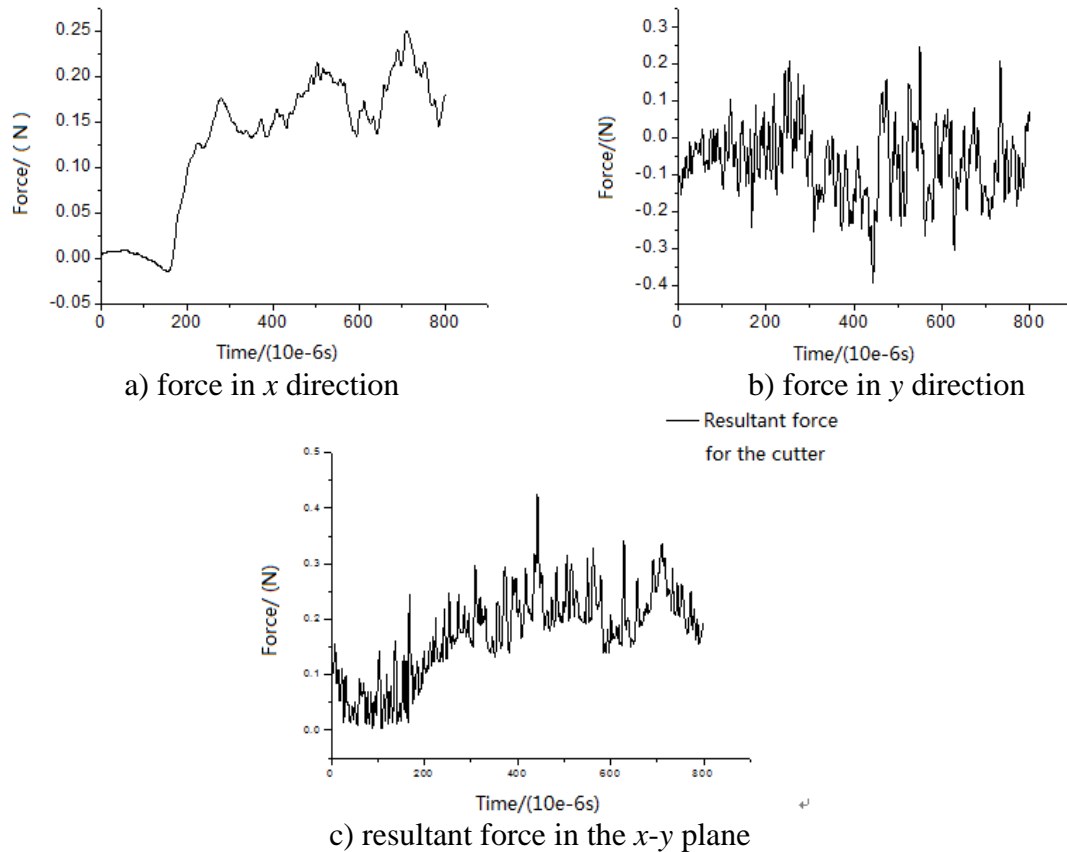 0.25
0.20
0.15
0.10
0.05
0.00
-0.05
Force/ ( N )
0 200 400 600 800
Time/(10e-6s)
a) force in x direction
0.3
0.2
0.1
0.0
-0.1
-0.2
-0.3
-0.4
Force/(N)
0 200 400 600 800
Time/(10e-6s)
b) force in y direction
Resultant force
for the cutter
0.5
0.4
0.3
0.2
0.1
0.0
Force/ (N)
0 200 400 600 800
Time/(10e-6s)
c) resultant force in the x-y plane